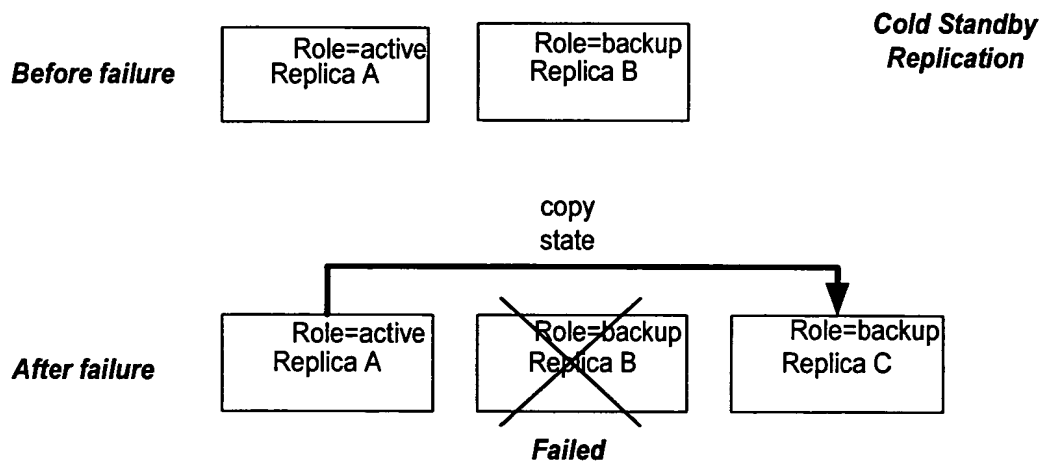 Cold Standby
Replication
Before failure
Role=active
Replica A
Role=backup
Replica B
copy
state
After failure
Role=active
Replica A
Role=backup
Replica B
Role=backup
Replica C
Failed